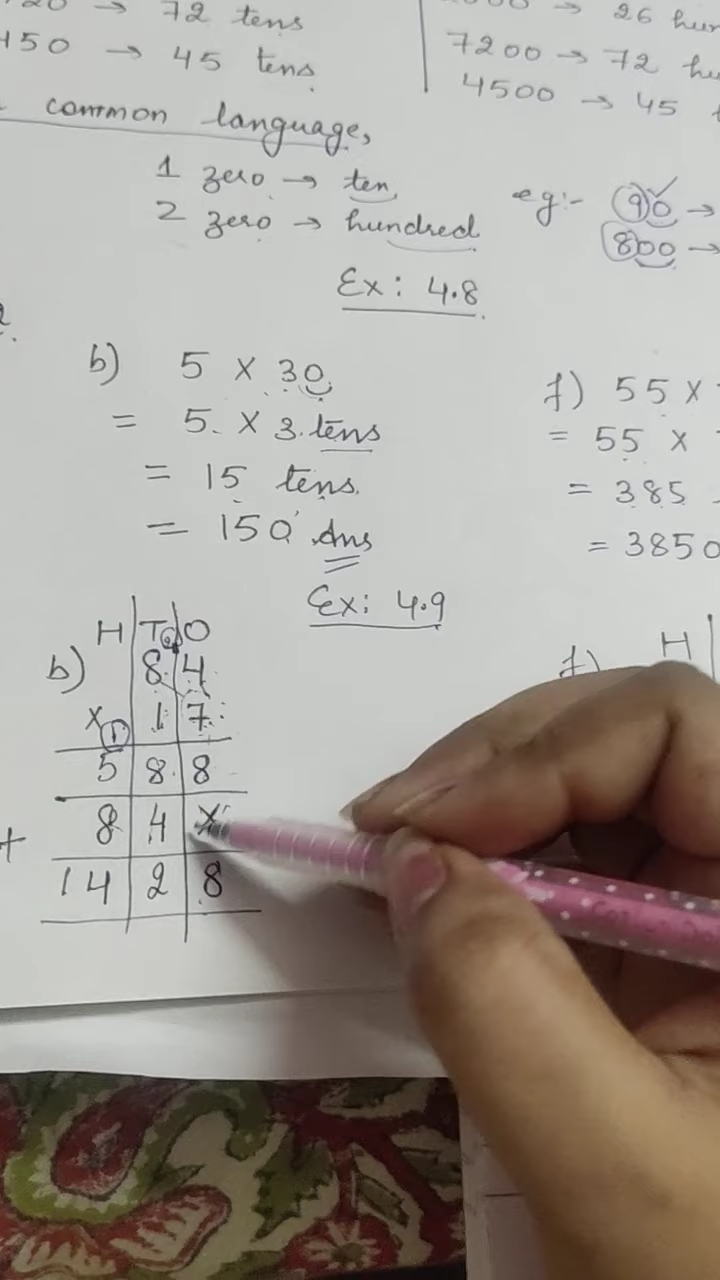 20 → 72 tens
450 → 45 tens
→ 26
7200 → 72
4500 → 45
common language,
1 zero → ten
2 zero → hundred
eg:- 90 →
800 →
Ex: 4.8
b) 5 x 30
= 5 x 3 tens
= 15 tens
= 150 Ans
f) 55 x
= 55 x
= 385
= 3850
Ex: 4.9
H T O
b) 8 4
x 1 7
5 8 8
+ 8 4 x
14 2 8
f) H